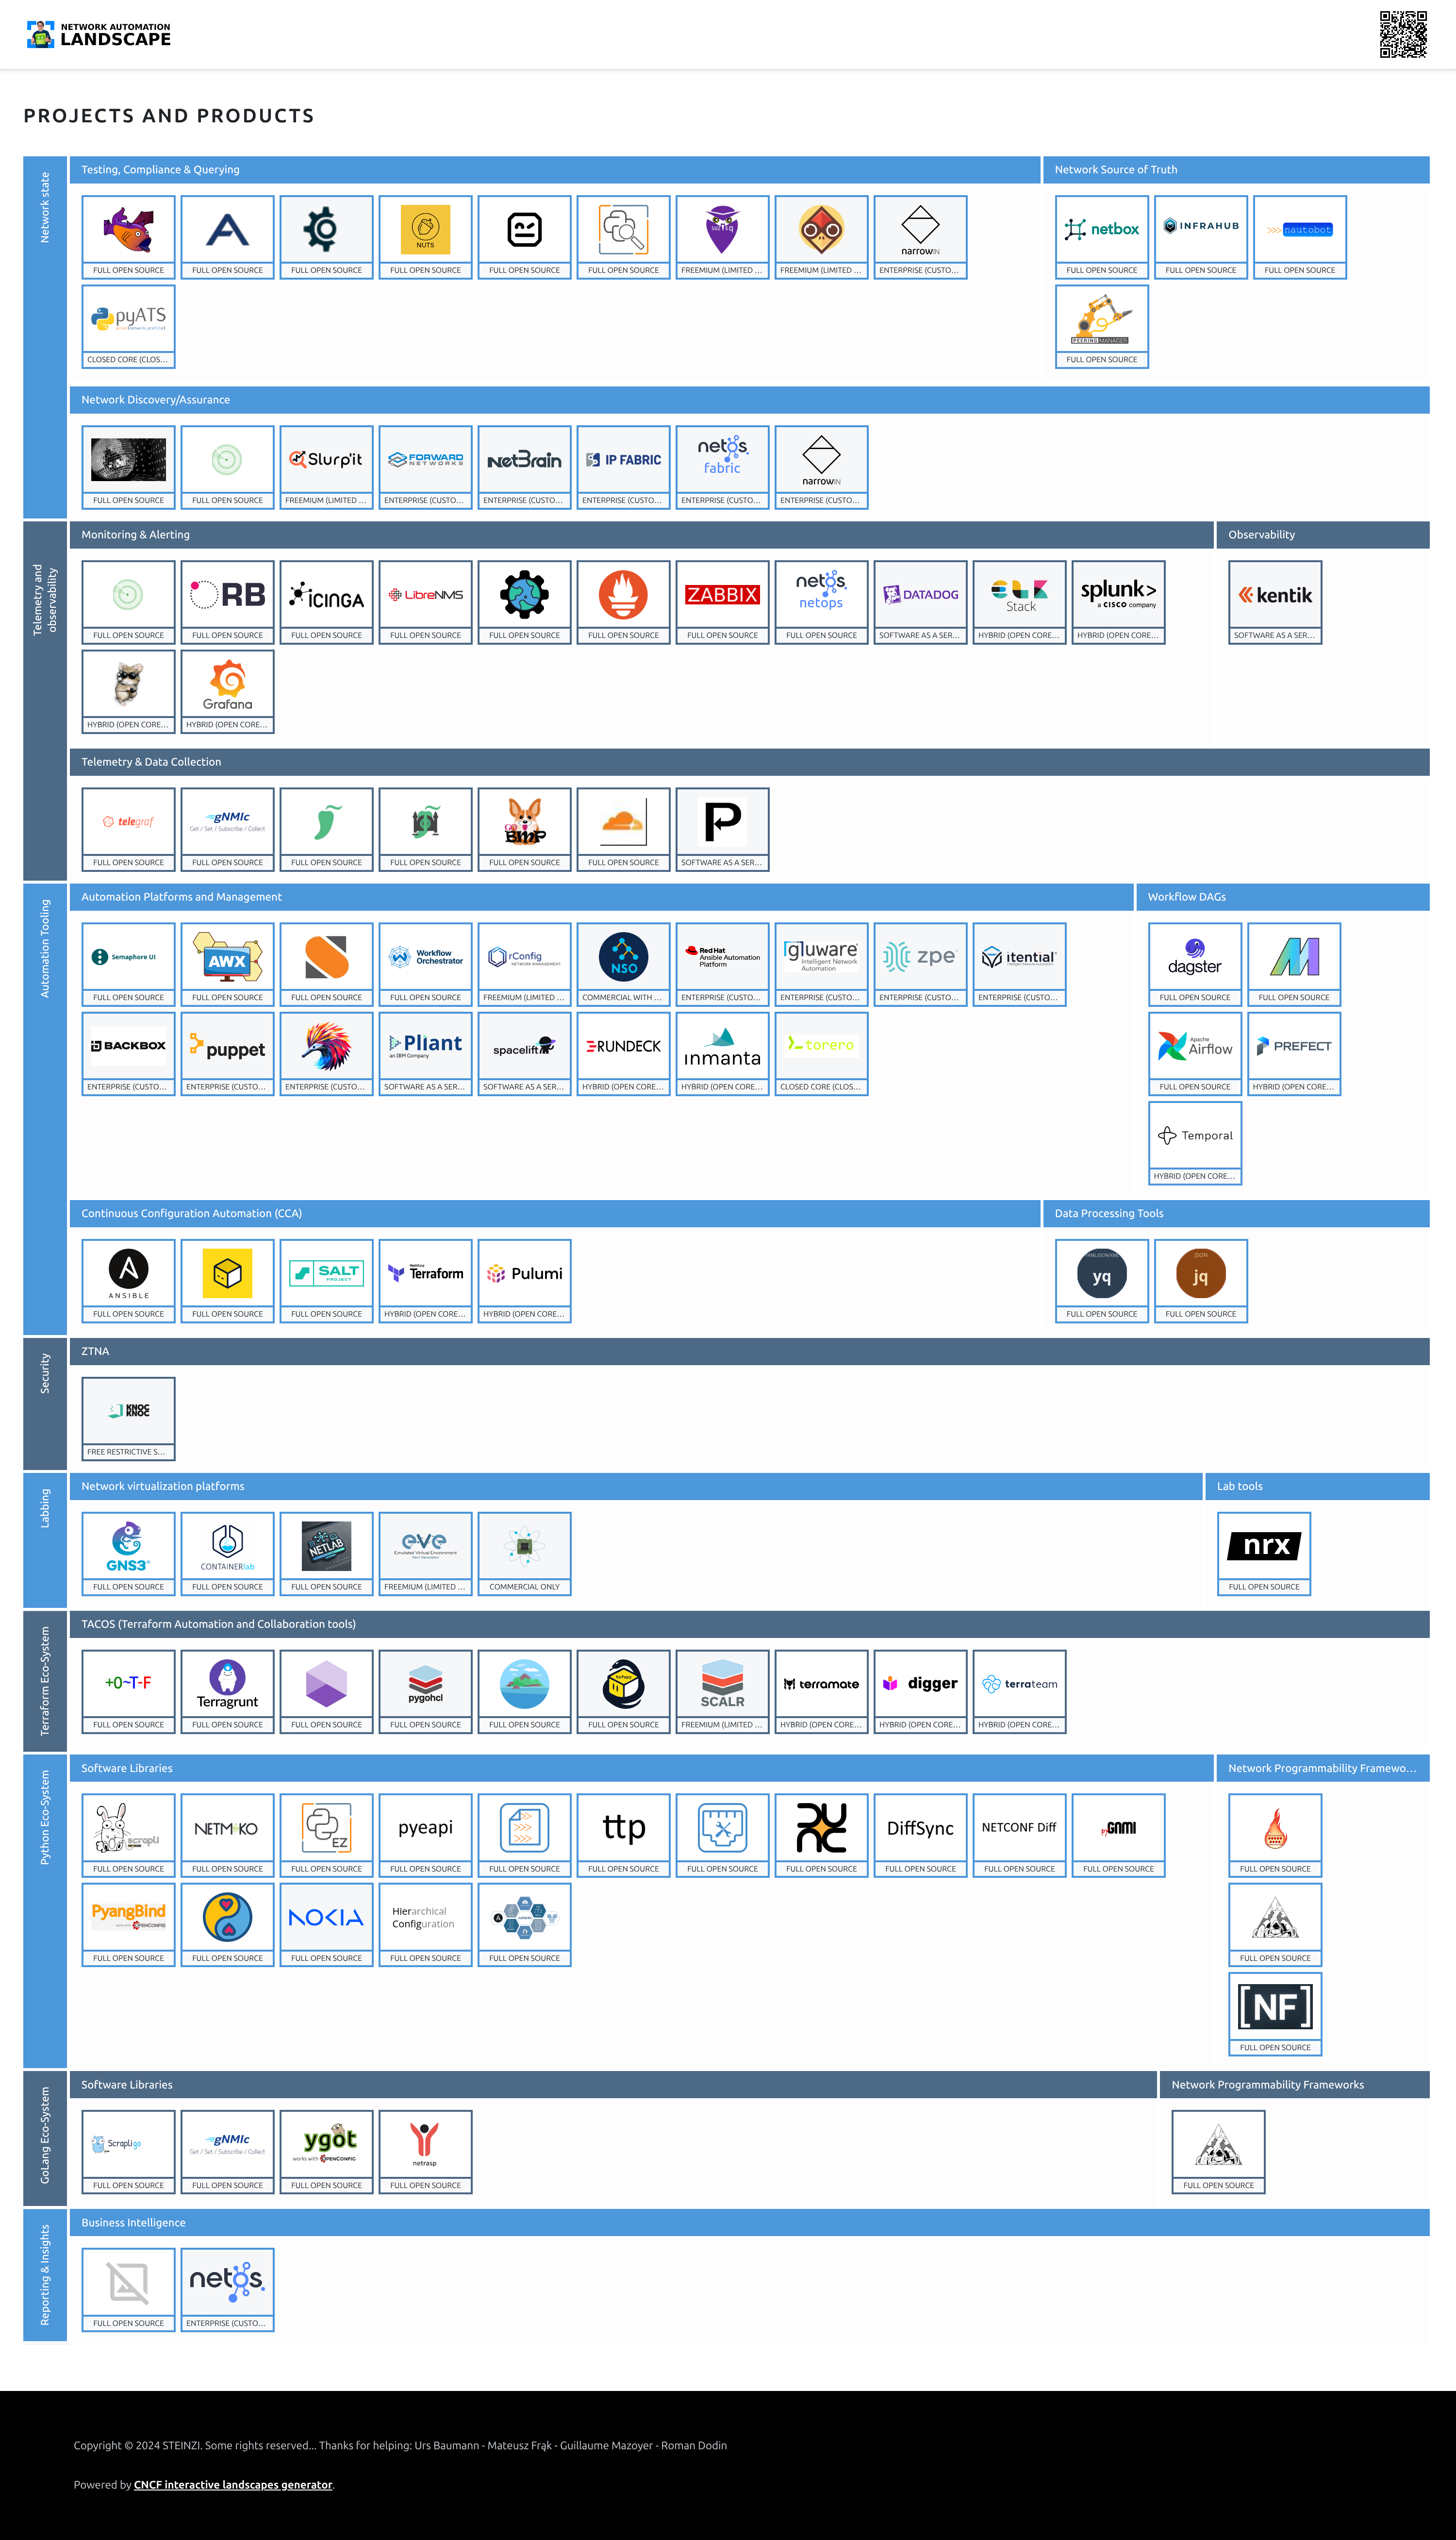 NETWORK AUTOMATION
LANDSCAPE
PROJECTS AND PRODUCTS
Network state
Testing, Compliance & Querying
NUTS
suzieq
narrowIN
FULL OPEN SOURCE
FULL OPEN SOURCE
FULL OPEN SOURCE
FULL OPEN SOURCE
FULL OPEN SOURCE
FULL OPEN SOURCE
FREEMIUM (LIMITED ...
FREEMIUM (LIMITED ...
ENTERPRISE (CUSTO...
pyATS
CLOSED CORE (CLOS...
Network Source of Truth
netbox
INFRAHUB
>>> nautobot
FULL OPEN SOURCE
FULL OPEN SOURCE
FULL OPEN SOURCE
PEERING MANAGER
FULL OPEN SOURCE
Network Discovery/Assurance
Slurp'it
FORWARD
NETWORKS
netBrain
IP FABRIC
netos
fabric
narrowIN
FULL OPEN SOURCE
FULL OPEN SOURCE
FREEMIUM (LIMITED ...
ENTERPRISE (CUSTO...
ENTERPRISE (CUSTO...
ENTERPRISE (CUSTO...
ENTERPRISE (CUSTO...
ENTERPRISE (CUSTO...
Telemetry and
observability
Monitoring & Alerting
ORB
iCINGA
LibreNMS
ZABBIX
netos
netops
DATADOG
ELK
Stack
splunk>
a CISCO company
FULL OPEN SOURCE
FULL OPEN SOURCE
FULL OPEN SOURCE
FULL OPEN SOURCE
FULL OPEN SOURCE
FULL OPEN SOURCE
FULL OPEN SOURCE
FULL OPEN SOURCE
SOFTWARE AS A SER...
HYBRID (OPEN CORE...
HYBRID (OPEN CORE...
Grafana
HYBRID (OPEN CORE...
HYBRID (OPEN CORE...
Observability
kentik
SOFTWARE AS A SER...
Telemetry & Data Collection
telegraf
gNMIc
Get / Set / Subscribe / Collect
GO
BMP
P
FULL OPEN SOURCE
FULL OPEN SOURCE
FULL OPEN SOURCE
FULL OPEN SOURCE
FULL OPEN SOURCE
FULL OPEN SOURCE
SOFTWARE AS A SER...
Automation Tooling
Automation Platforms and Management
Semaphore UI
AWX
Workflow
Orchestrator
rConfig
NETWORK MANAGEMENT
NSO
Red Hat
Ansible Automation
Platform
[g]luware
Intelligent Network
Automation
zpe
itential
FULL OPEN SOURCE
FULL OPEN SOURCE
FULL OPEN SOURCE
FULL OPEN SOURCE
FREEMIUM (LIMITED ...
COMMERCIAL WITH ...
ENTERPRISE (CUSTO...
ENTERPRISE (CUSTO...
ENTERPRISE (CUSTO...
ENTERPRISE (CUSTO...
BACKBOX
puppet
Pliant
an IBM Company
spacelift
RUNDECK
inmanta
torero
ENTERPRISE (CUSTO...
ENTERPRISE (CUSTO...
ENTERPRISE (CUSTO...
SOFTWARE AS A SER...
SOFTWARE AS A SER...
HYBRID (OPEN CORE...
HYBRID (OPEN CORE...
CLOSED CORE (CLOS...
Workflow DAGs
dagster
FULL OPEN SOURCE
FULL OPEN SOURCE
Apache
Airflow
PREFECT
FULL OPEN SOURCE
HYBRID (OPEN CORE...
Temporal
HYBRID (OPEN CORE...
Continuous Configuration Automation (CCA)
ANSIBLE
SALT
PROJECT
HashiCorp
Terraform
Pulumi
FULL OPEN SOURCE
FULL OPEN SOURCE
FULL OPEN SOURCE
HYBRID (OPEN CORE...
HYBRID (OPEN CORE...
Data Processing Tools
yq
JSON
jq
FULL OPEN SOURCE
FULL OPEN SOURCE
Security
ZTNA
KNOC
KNOC
FREE RESTRICTIVE S...
Labbing
Network virtualization platforms
GNS3
CONTAINERlab
NETLAB
eve
Emulated Virtual Environment
Next Generation
FULL OPEN SOURCE
FULL OPEN SOURCE
FULL OPEN SOURCE
FREEMIUM (LIMITED ...
COMMERCIAL ONLY
Lab tools
nrx
FULL OPEN SOURCE
Terraform Eco-System
TACOS (Terraform Automation and Collaboration tools)
+0~T-F
Terragrunt
pygohcl
tofupy
SCALR
terramate
digger
terrateam
FULL OPEN SOURCE
FULL OPEN SOURCE
FULL OPEN SOURCE
FULL OPEN SOURCE
FULL OPEN SOURCE
FULL OPEN SOURCE
FREEMIUM (LIMITED ...
HYBRID (OPEN CORE...
HYBRID (OPEN CORE...
HYBRID (OPEN CORE...
Python Eco-System
Software Libraries
scrapli
NETMIKO
EZ
pyeapi
ttp
DiffSync
NETCONF Diff
pyGNMI
FULL OPEN SOURCE
FULL OPEN SOURCE
FULL OPEN SOURCE
FULL OPEN SOURCE
FULL OPEN SOURCE
FULL OPEN SOURCE
FULL OPEN SOURCE
FULL OPEN SOURCE
FULL OPEN SOURCE
FULL OPEN SOURCE
FULL OPEN SOURCE
PyangBind
works with OPENCONFIG
NOKIA
Hierarchical
Configuration
FULL OPEN SOURCE
FULL OPEN SOURCE
FULL OPEN SOURCE
FULL OPEN SOURCE
FULL OPEN SOURCE
Network Programmability Framewo...
FULL OPEN SOURCE
FULL OPEN SOURCE
[NF]
FULL OPEN SOURCE
GoLang Eco-System
Software Libraries
Scrapligo
gNMIc
Get / Set / Subscribe / Collect
ygot
works with OPENCONFIG
netrasp
FULL OPEN SOURCE
FULL OPEN SOURCE
FULL OPEN SOURCE
FULL OPEN SOURCE
Network Programmability Frameworks
FULL OPEN SOURCE
Reporting & Insights
Business Intelligence
netos
FULL OPEN SOURCE
ENTERPRISE (CUSTO...
Copyright © 2024 STEINZI. Some rights reserved... Thanks for helping: Urs Baumann - Mateusz Frąk - Guillaume Mazoyer - Roman Dodin
Powered by CNCF interactive landscapes generator.